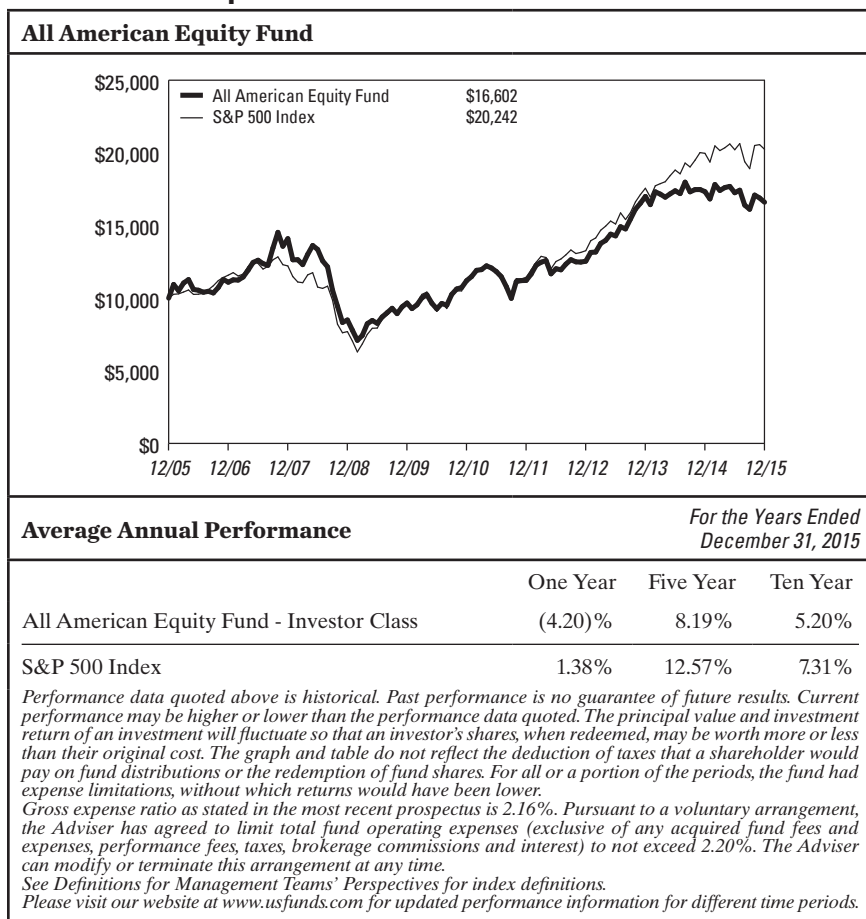 All American Equity Fund
$25,000
$20,000
$15,000
$10,000
$5,000
$0
All American Equity Fund $16,602
S&P 500 Index $20,242
12/05 12/06 12/07 12/08 12/09 12/10 12/11 12/12 12/13 12/14 12/15
Average Annual Performance
For the Years Ended
December 31, 2015
One Year Five Year Ten Year
All American Equity Fund - Investor Class (4.20)% 8.19% 5.20%
S&P 500 Index 1.38% 12.57% 7.31%
Performance data quoted above is historical. Past performance is no guarantee of future results. Current
performance may be higher or lower than the performance data quoted. The principal value and investment
return of an investment will fluctuate so that an investor's shares, when redeemed, may be worth more or less
than their original cost. The graph and table do not reflect the deduction of taxes that a shareholder would
pay on fund distributions or the redemption of fund shares. For all or a portion of the periods, the fund had
expense limitations, without which returns would have been lower.
Gross expense ratio as stated in the most recent prospectus is 2.16%. Pursuant to a voluntary arrangement,
the Adviser has agreed to limit total fund operating expenses (exclusive of any acquired fund fees and
expenses, performance fees, taxes, brokerage commissions and interest) to not exceed 2.20%. The Adviser
can modify or terminate this arrangement at any time.
See Definitions for Management Teams' Perspectives for index definitions.
Please visit our website at www.usfunds.com for updated performance information for different time periods.